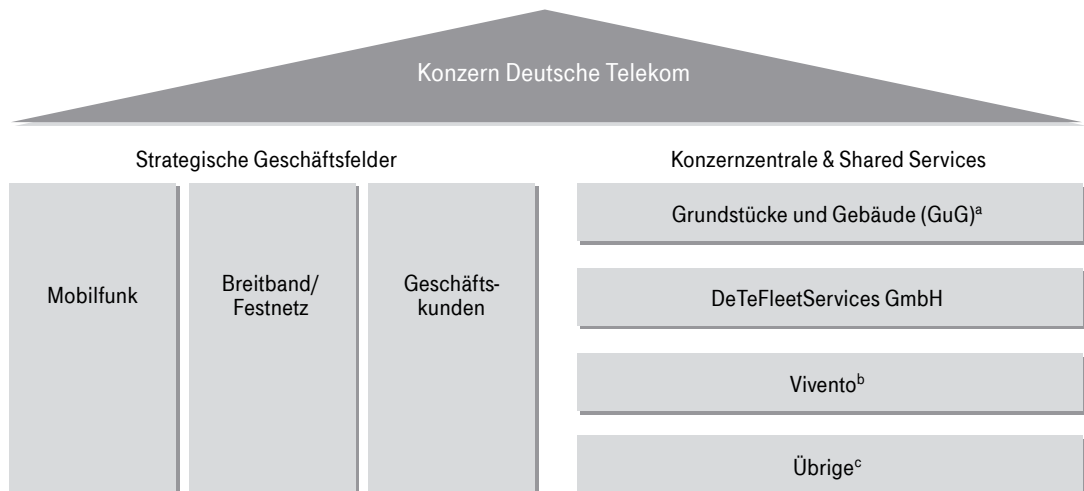 Konzern Deutsche Telekom
Strategische Geschäftsfelder
Mobilfunk
Breitband/
Festnetz
Geschäfts-
kunden
Konzernzentrale & Shared Services
Grundstücke und Gebäude (GuG)ᵃ
DeTeFleetServices GmbH
Viventoᵇ
Übrigeᶜ